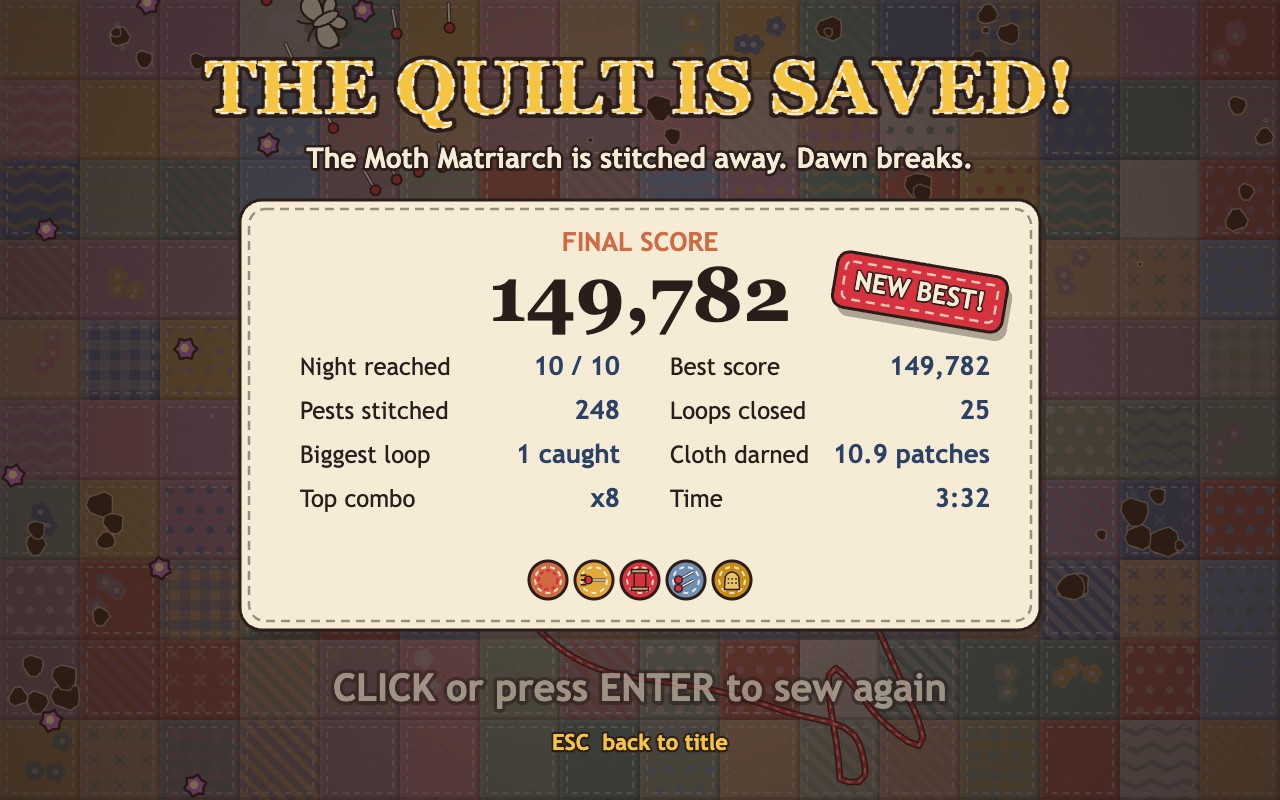 THE QUILT IS SAVED!
The Moth Matriarch is stitched away. Dawn breaks.
FINAL SCORE
149,782
NEW BEST!
Night reached 10 / 10 Best score 149,782
Pests stitched 248 Loops closed 25
Biggest loop 1 caught Cloth darned 10.9 patches
Top combo x8 Time 3:32
CLICK or press ENTER to sew again
ESC back to title